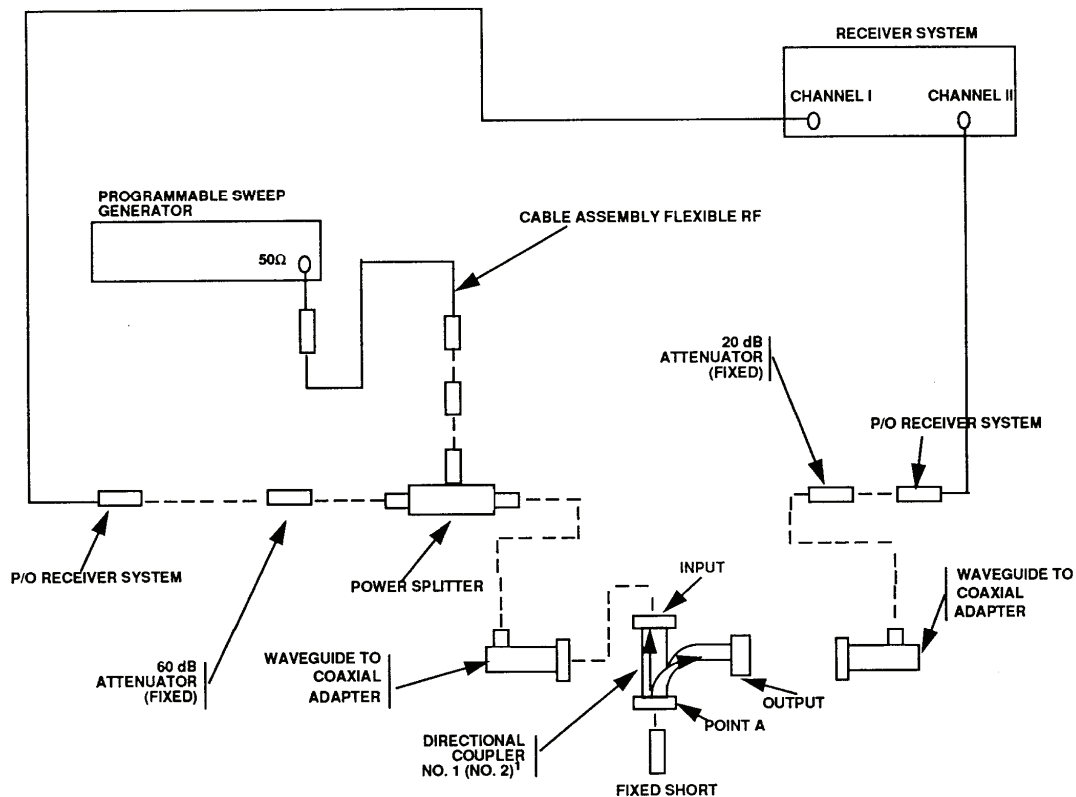 RECEIVER SYSTEM
CHANNEL I
CHANNEL II
PROGRAMMABLE SWEEP
GENERATOR
50Ω
CABLE ASSEMBLY FLEXIBLE RF
20 dB
ATTENUATOR
(FIXED)
P/O RECEIVER SYSTEM
P/O RECEIVER SYSTEM
POWER SPLITTER
INPUT
WAVEGUIDE TO
COAXIAL
ADAPTER
60 dB
ATTENUATOR
(FIXED)
WAVEGUIDE TO
COAXIAL
ADAPTER
OUTPUT
POINT A
DIRECTIONAL
COUPLER
NO. 1 (NO. 2)¹
FIXED SHORT